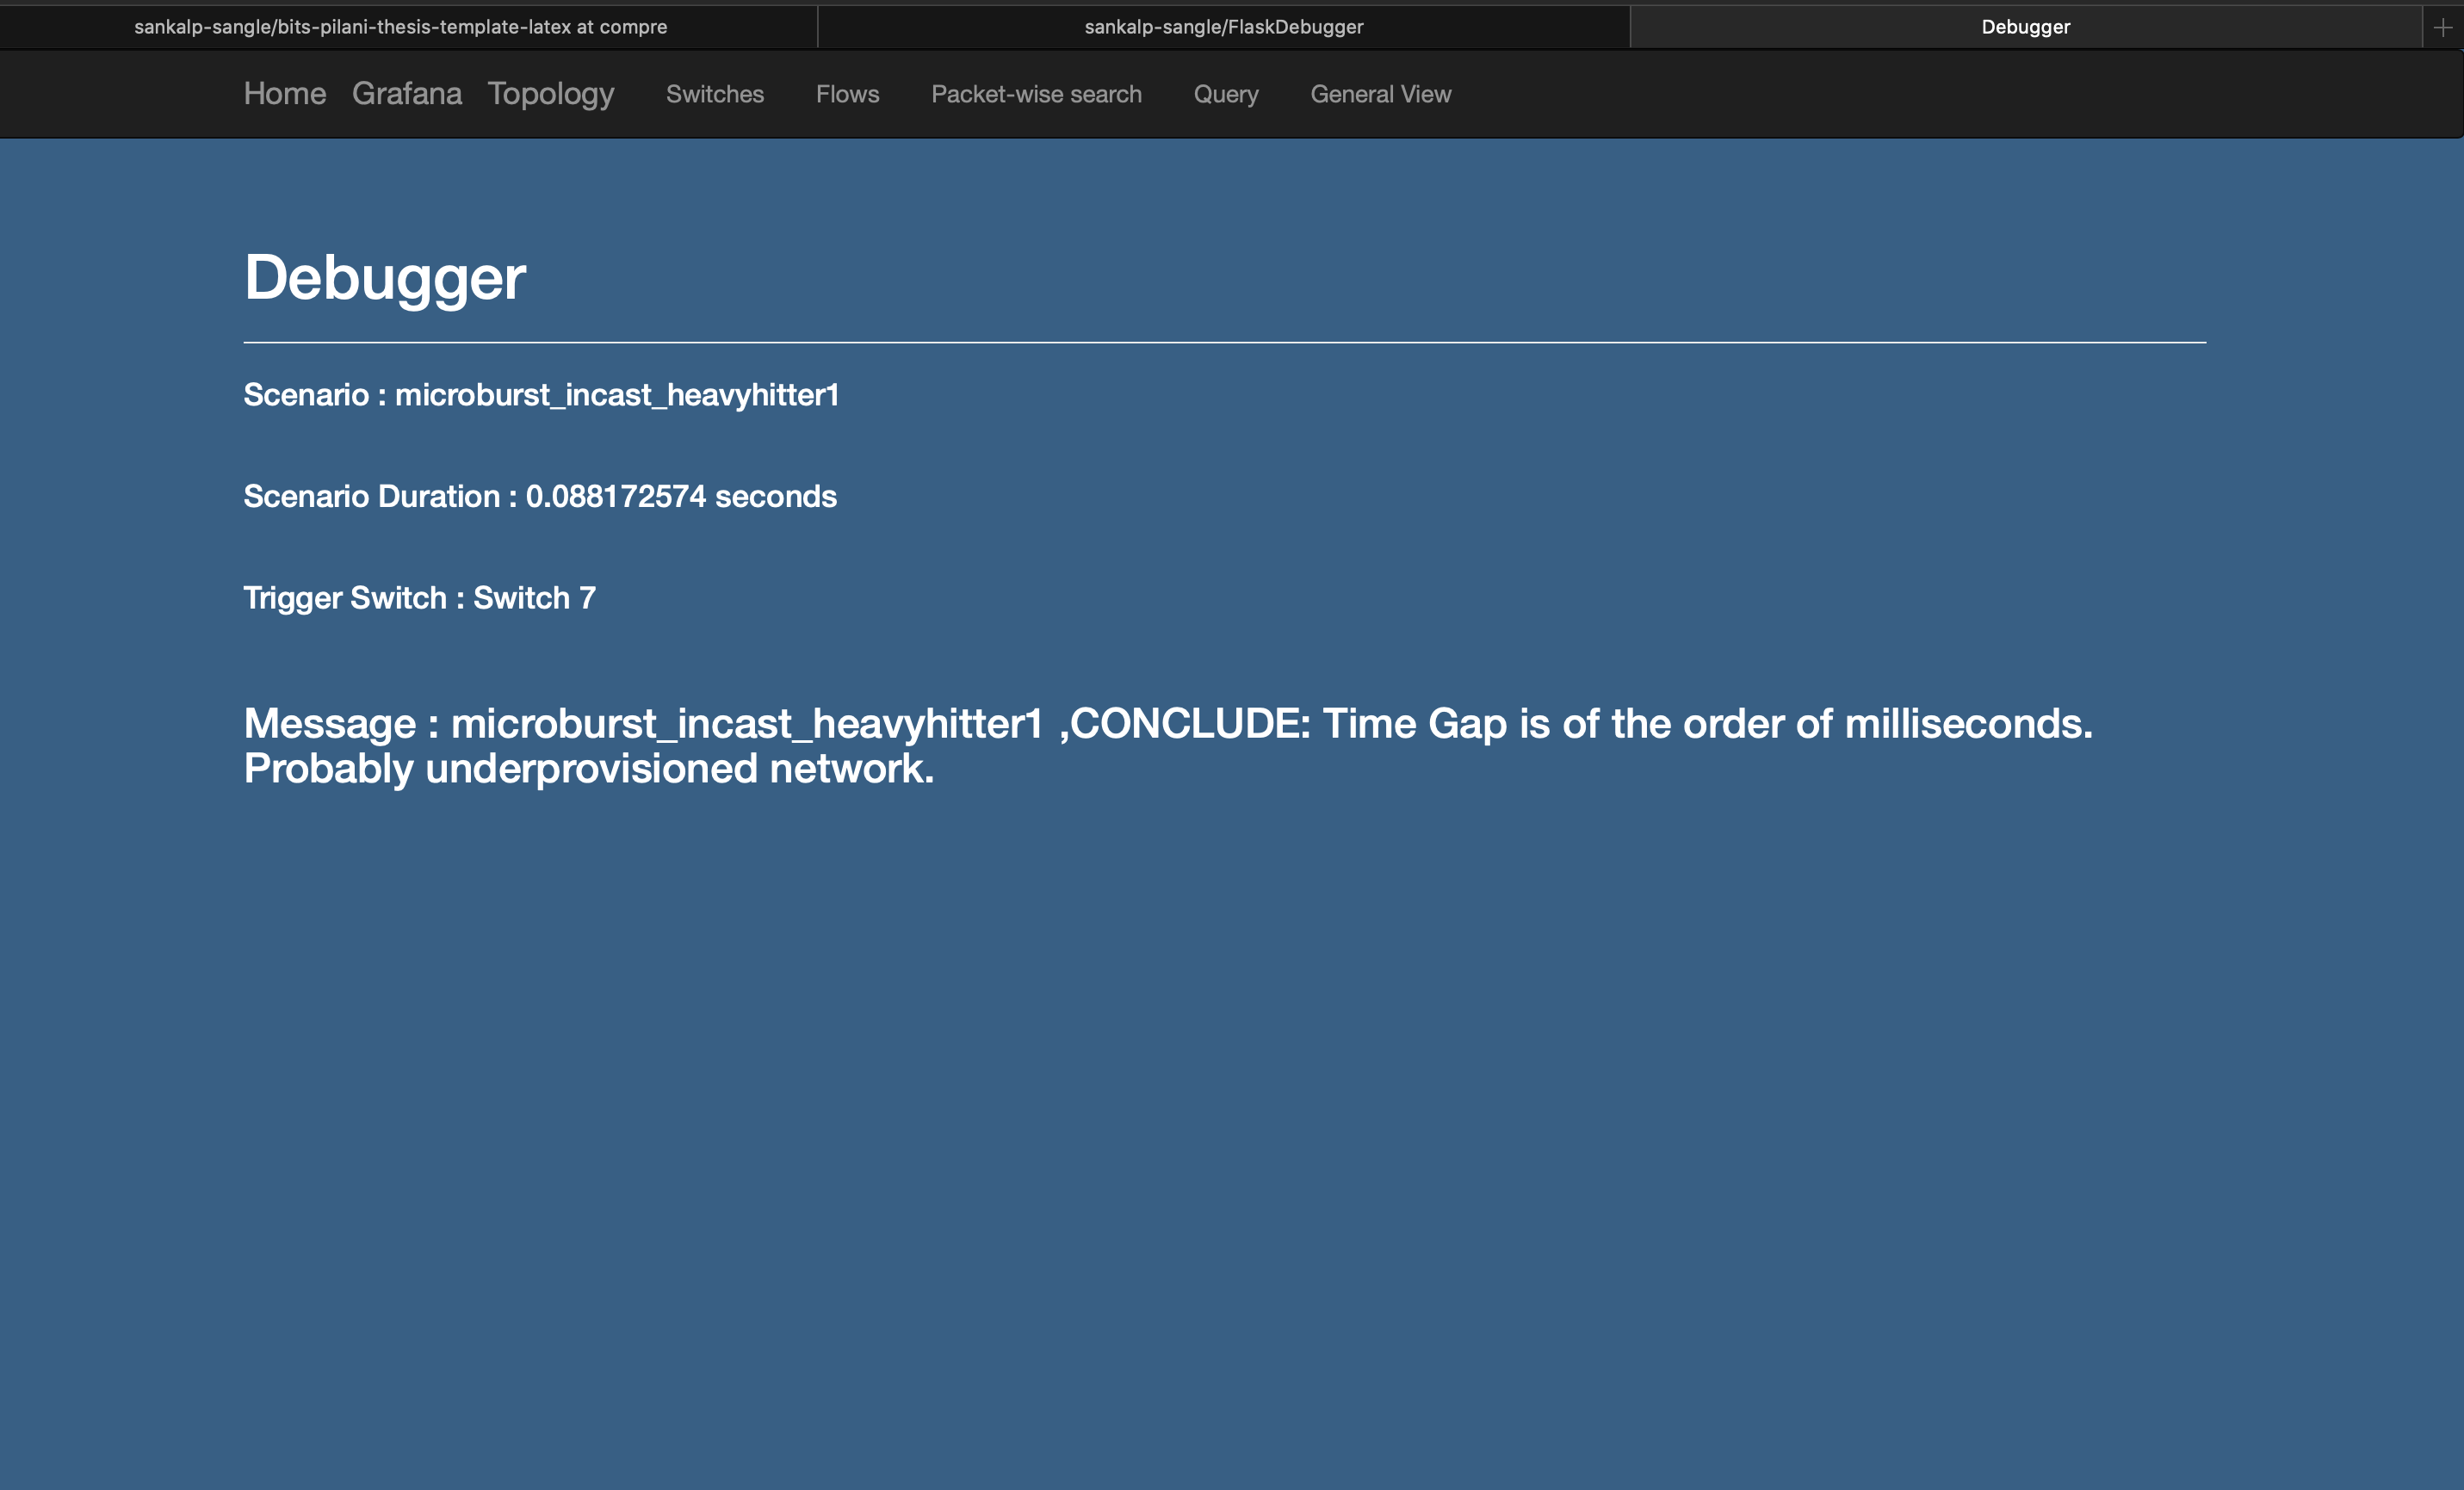 sankalp-sangle/bits-pilani-thesis-template-latex at compre
sankalp-sangle/FlaskDebugger
Debugger
Home Grafana Topology Switches Flows Packet-wise search Query General View
Debugger
Scenario : microburst_incast_heavyhitter1
Scenario Duration : 0.088172574 seconds
Trigger Switch : Switch 7
Message : microburst_incast_heavyhitter1 ,CONCLUDE: Time Gap is of the order of milliseconds.
Probably underprovisioned network.